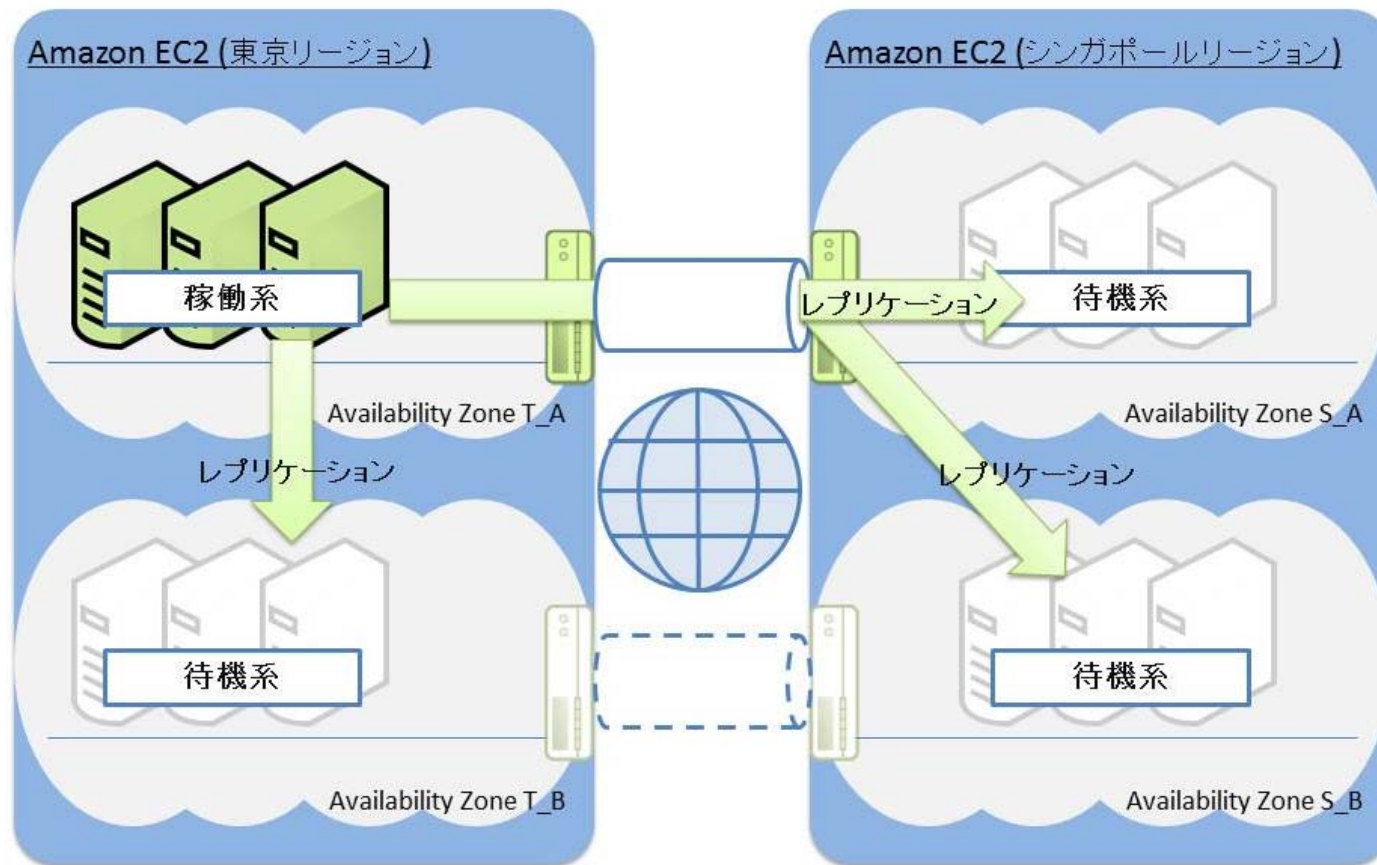 Amazon EC2 (東京リージョン)
Amazon EC2 (シンガポールリージョン)
稼働系
レプリケーション
待機系
Availability Zone T_A
Availability Zone S_A
レプリケーション
レプリケーション
待機系
待機系
Availability Zone T_B
Availability Zone S_B